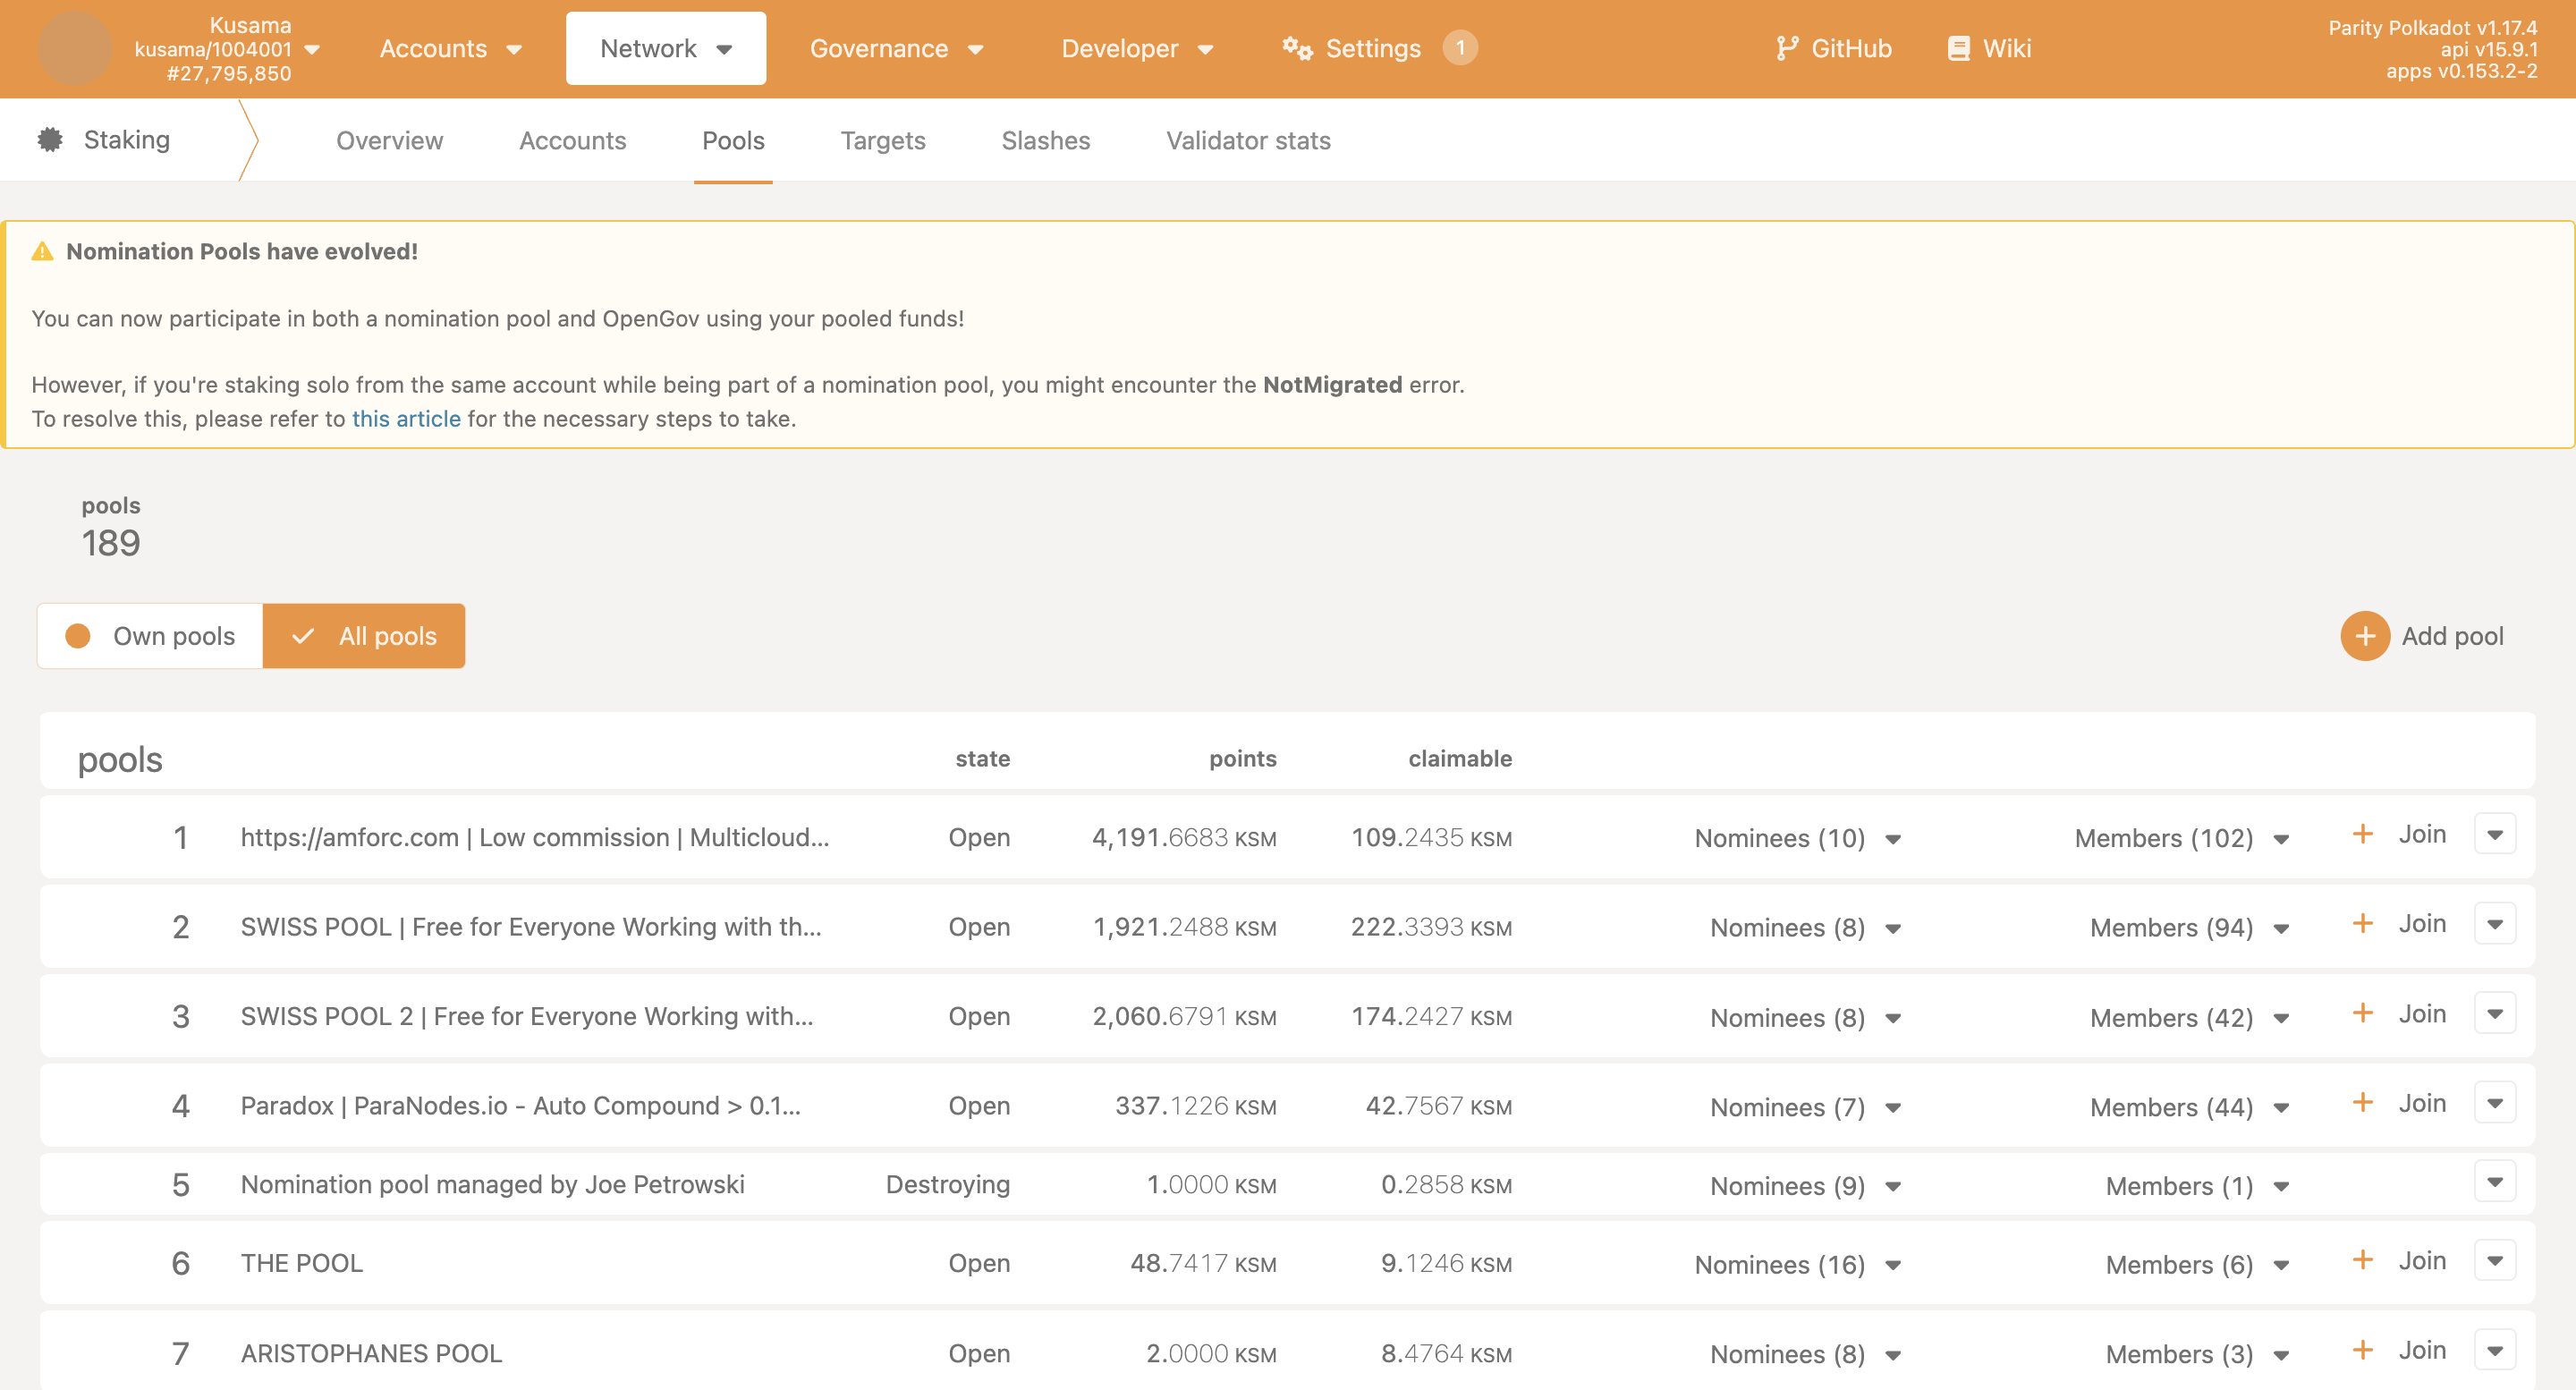 Kusama
kusama/1004001
#27,795,850
Accounts
Network
Governance
Developer
Settings 1
GitHub
Wiki
Parity Polkadot v1.17.4
api v15.9.1
apps v0.153.2-2
Staking
Overview
Accounts
Pools
Targets
Slashes
Validator stats
Nomination Pools have evolved!
You can now participate in both a nomination pool and OpenGov using your pooled funds!
However, if you're staking solo from the same account while being part of a nomination pool, you might encounter the NotMigrated error.
To resolve this, please refer to this article for the necessary steps to take.
pools
189
Own pools
All pools
Add pool
pools state points claimable
1 https://amforc.com | Low commission | Multicloud... Open 4,191.6683 KSM 109.2435 KSM Nominees (10) Members (102) + Join
2 SWISS POOL | Free for Everyone Working with th... Open 1,921.2488 KSM 222.3393 KSM Nominees (8) Members (94) + Join
3 SWISS POOL 2 | Free for Everyone Working with... Open 2,060.6791 KSM 174.2427 KSM Nominees (8) Members (42) + Join
4 Paradox | ParaNodes.io - Auto Compound > 0.1... Open 337.1226 KSM 42.7567 KSM Nominees (7) Members (44) + Join
5 Nomination pool managed by Joe Petrowski Destroying 1.0000 KSM 0.2858 KSM Nominees (9) Members (1)
6 THE POOL Open 48.7417 KSM 9.1246 KSM Nominees (16) Members (6) + Join
7 ARISTOPHANES POOL Open 2.0000 KSM 8.4764 KSM Nominees (8) Members (3) + Join